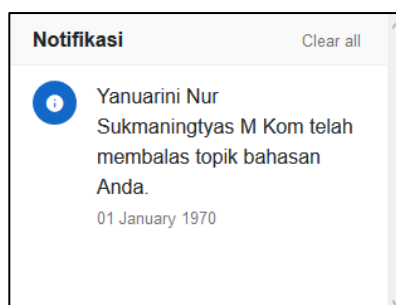 Notifikasi
Clear all
Yanuarini Nur
Sukmaningtyas M Kom telah
membalas topik bahasan
Anda.
01 January 1970